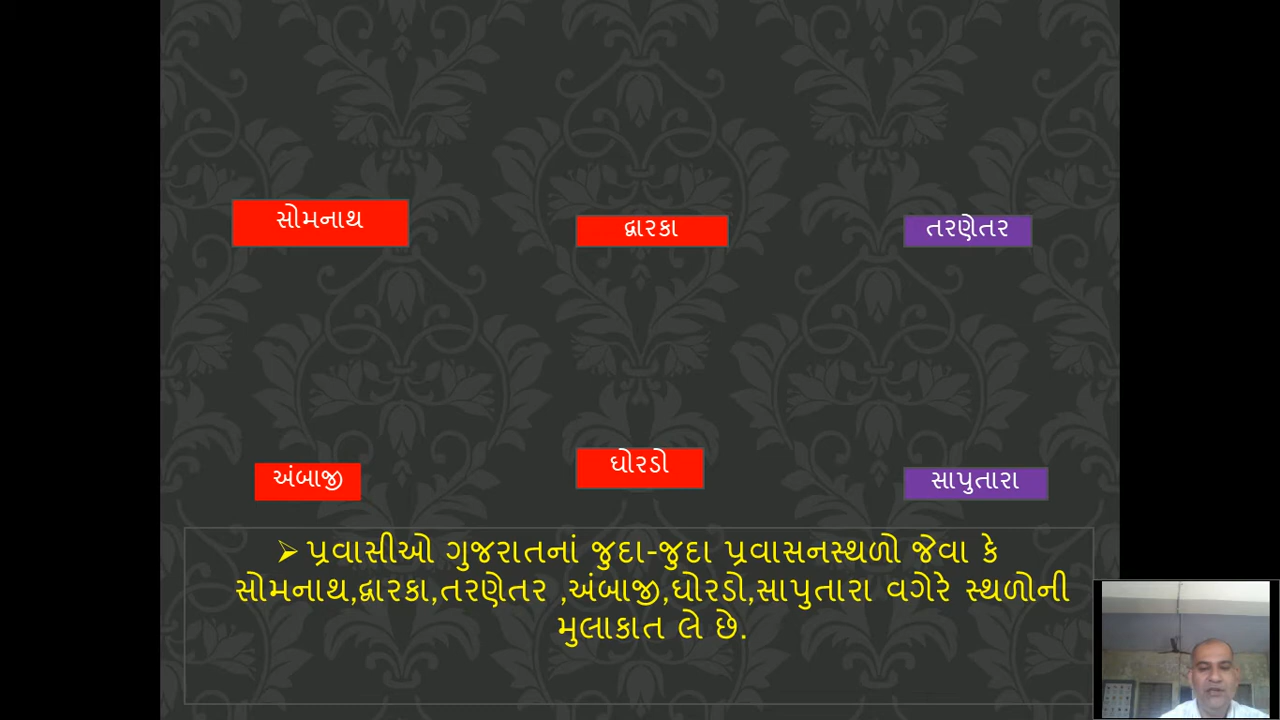 સોમનાથ
દ્વારકા
તરણેતર
અંબાજી
ઘોરડો
સાપુતારા
➢ પ્રવાસીઓ ગુજરાતનાં જુદા-જુદા પ્રવાસનસ્થળો જેવા કે
સોમનાથ,દ્વારકા,તરણેતર ,અંબાજી,ઘોરડો,સાપુતારા વગેરે સ્થળોની
મુલાકાત લે છે.